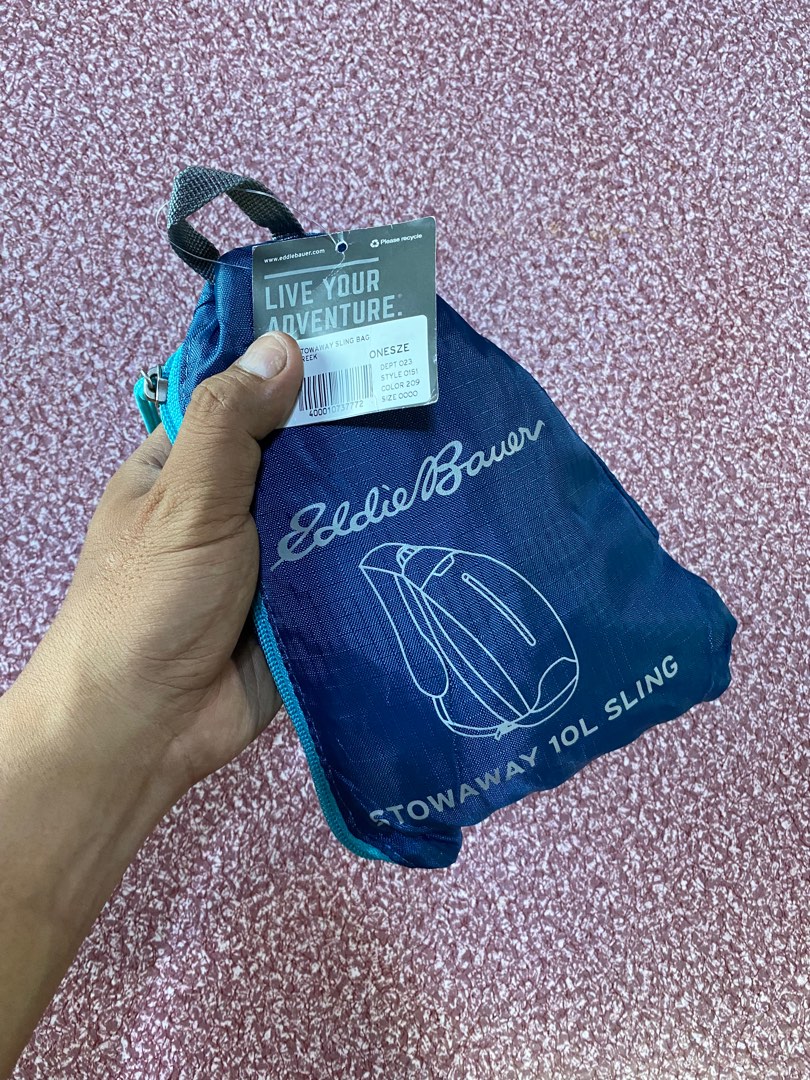 www.eddiebauer.com
Please recycle
LIVE YOUR
ADVENTURE.
STOWAWAY SLING BAG
ONESZE
DEPT 023
STYLE 0151
COLOR 209
SIZE 0000
400010737772
Eddie Bauer
STOWAWAY 10L SLING